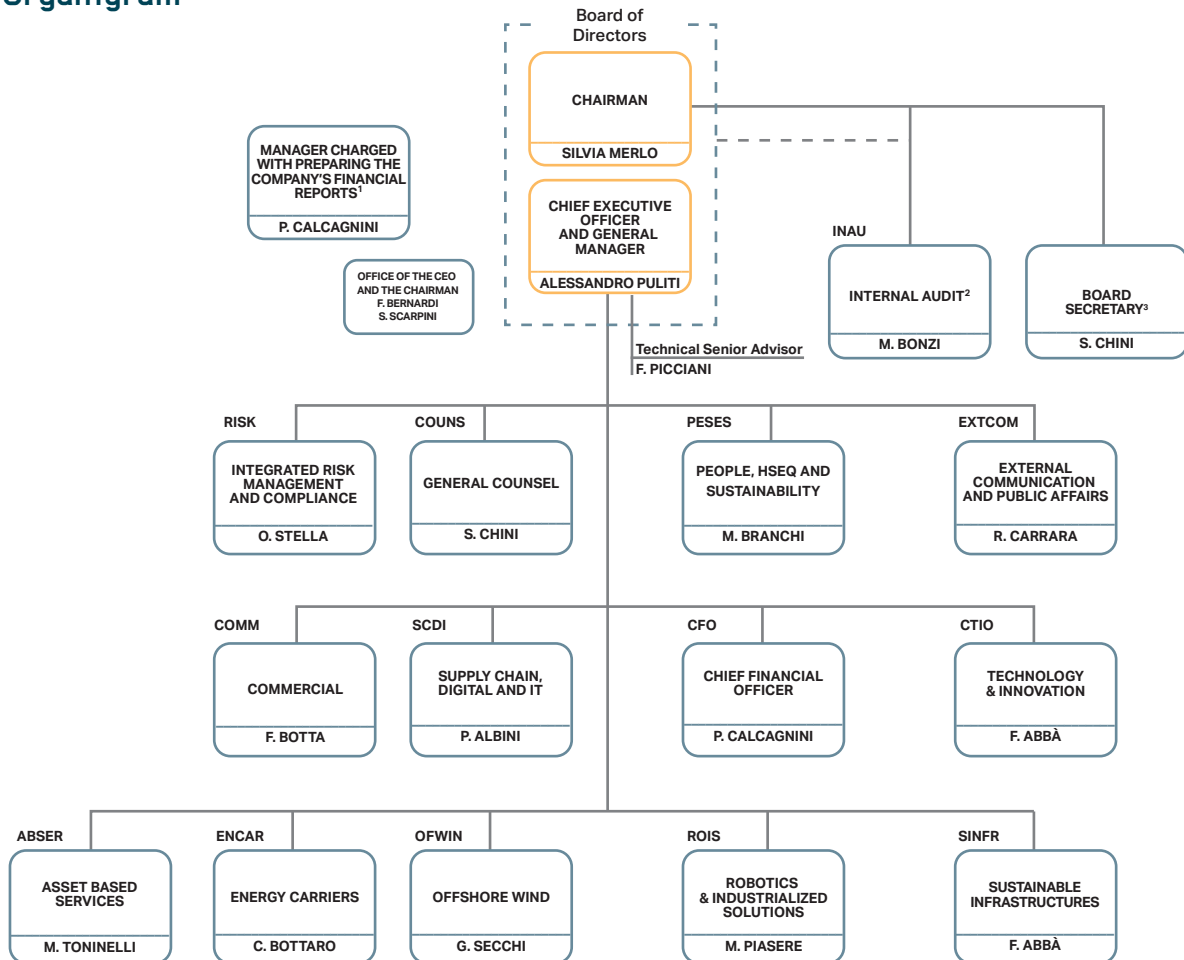 Organigram
Board of
Directors
CHAIRMAN
SILVIA MERLO
MANAGER CHARGED
WITH PREPARING THE
COMPANY'S FINANCIAL
REPORTS¹
P. CALCAGNINI
CHIEF EXECUTIVE
OFFICER
AND GENERAL
MANAGER
ALESSANDRO PULITI
OFFICE OF THE CEO
AND THE CHAIRMAN
F. BERNARDI
S. SCARPINI
INAU
INTERNAL AUDIT²
M. BONZI
BOARD
SECRETARY³
S. CHINI
Technical Senior Advisor
F. PICCIANI
RISK
INTEGRATED RISK
MANAGEMENT
AND COMPLIANCE
O. STELLA
COUNS
GENERAL COUNSEL
S. CHINI
PESES
PEOPLE, HSEQ AND
SUSTAINABILITY
M. BRANCHI
EXTCOM
EXTERNAL
COMMUNICATION
AND PUBLIC AFFAIRS
R. CARRARA
COMM
COMMERCIAL
F. BOTTA
SCDI
SUPPLY CHAIN,
DIGITAL AND IT
P. ALBINI
CFO
CHIEF FINANCIAL
OFFICER
P. CALCAGNINI
CTIO
TECHNOLOGY
& INNOVATION
F. ABBÀ
ABSER
ASSET BASED
SERVICES
M. TONINELLI
ENCAR
ENERGY CARRIERS
C. BOTTARO
OFWIN
OFFSHORE WIND
G. SECCHI
ROIS
ROBOTICS
& INDUSTRIALIZED
SOLUTIONS
M. PIASERE
SINFR
SUSTAINABLE
INFRASTRUCTURES
F. ABBÀ